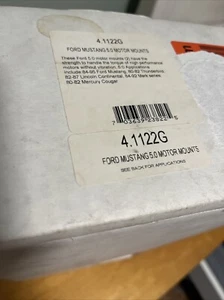 4.1122G
FORD MUSTANG 5.0 MOTOR MOUNTS
These Ford 5.0 motor mounts (2) have the
strength to handle the torque of high performance
motors without vibration. 5.0 Applications
include 84-95 Ford Mustang, 80-82 Thunderbird,
82-87 Lincoln Continental, 84-92 Mark series
80-82 Mercury Cougar
4.1122G
FORD MUSTANG 5.0 MOTOR MOUNTS
SEE BACK FOR APPLICATIONS